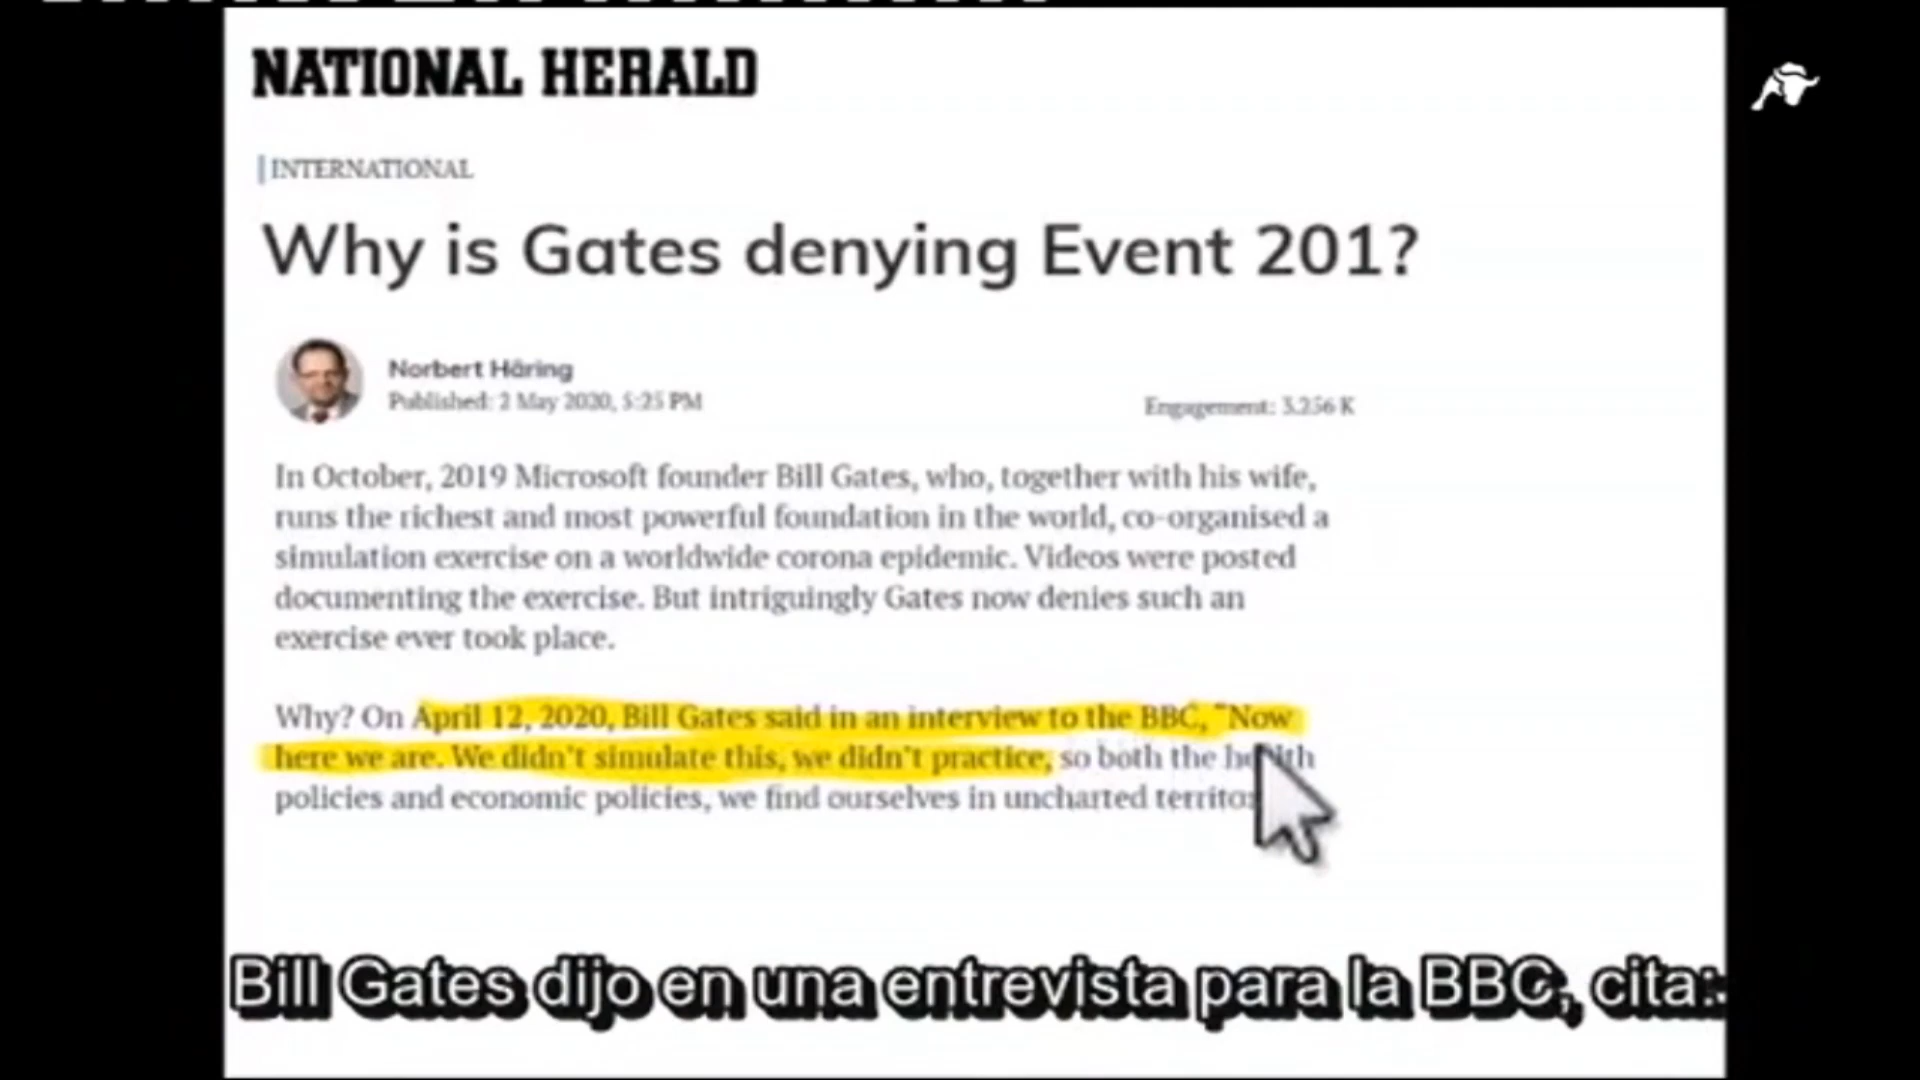 NATIONAL HERALD
INTERNATIONAL
Why is Gates denying Event 201?
Norbert Häring
Published: 2 May 2020, 5:25 PM
Engagement: 3.256 K
In October, 2019 Microsoft founder Bill Gates, who, together with his wife,
runs the richest and most powerful foundation in the world, co-organised a
simulation exercise on a worldwide corona epidemic. Videos were posted
documenting the exercise. But intriguingly Gates now denies such an
exercise ever took place.
Why? On April 12, 2020, Bill Gates said in an interview to the BBC, "Now
here we are. We didn't simulate this, we didn't practice, so both the health
policies and economic policies, we find ourselves in uncharted
Bill Gates dijo en una entrevista para la BBC, cita: